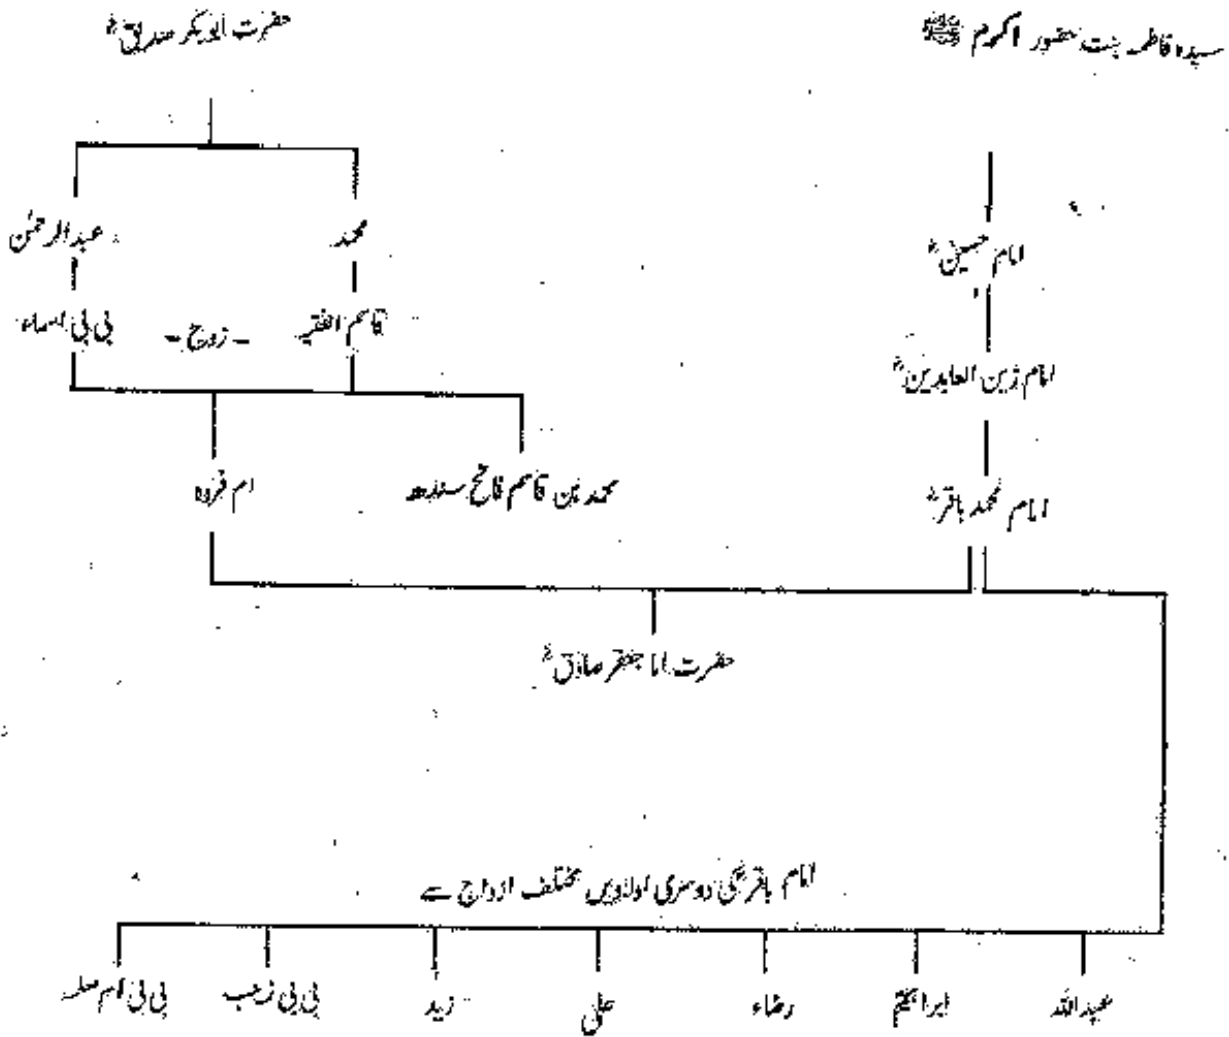 سیدہ فاطمہ بنت حضور اکرم ﷺ
حضرت ابوبکر صدیقؓ
امام حسینؓ
محمد
عبدالرحمٰن
قاسم الفقیر
- زوج -
بی بی اسماء
امام زین العابدینؓ
امام محمد باقرؓ
محمد بن قاسم فاتح سندھ
ام فروہ
حضرت اما جعفر صادقؓ
امام باقرؓ کی دوسری اولادیں مختلف ازواج سے
عبداللہ
ابراہیم
رضاء
علی
زید
بی بی زینب
بی بی ام سلمہ